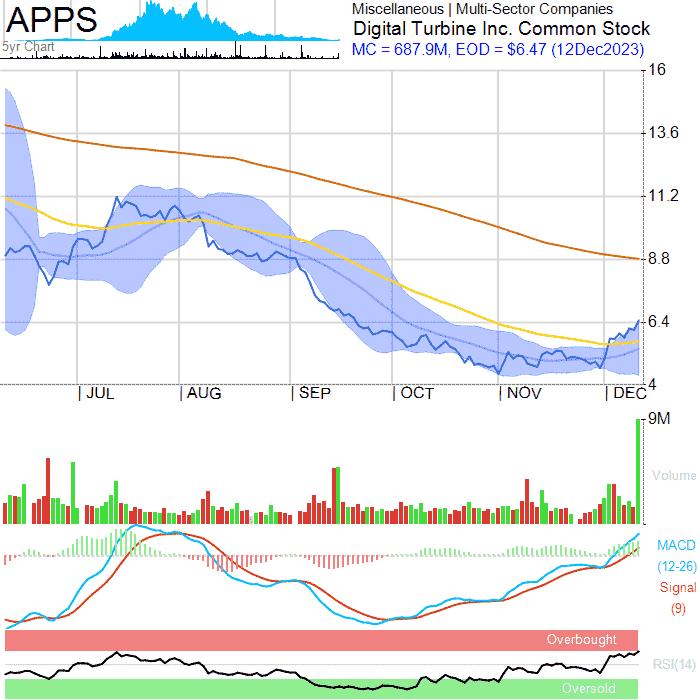 APPS
5yr Chart
Miscellaneous | Multi-Sector Companies
Digital Turbine Inc. Common Stock
MC = 687.9M, EOD = $6.47 (12Dec2023)
16
13.6
11.2
8.8
6.4
4
| JUL | AUG | SEP | OCT | NOV | DEC
9M
Volume
MACD
(12-26)
Signal
(9)
Overbought
RSI(14)
Oversold